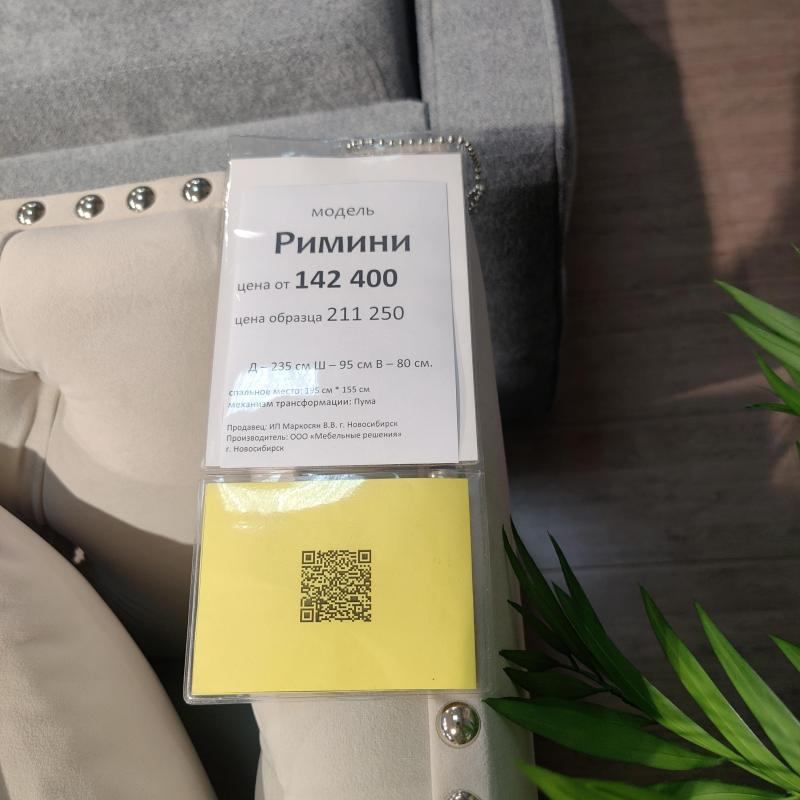 модель
Римини
цена от 142 400
цена образца 211 250
Д – 235 см Ш – 95 см В – 80 см.
спальное место: 195 см * 155 см
механизм трансформации: Пума
Продавец: ИП Маркосян В.В. г. Новосибирск
Производитель: ООО «Мебельные решения»
г. Новосибирск